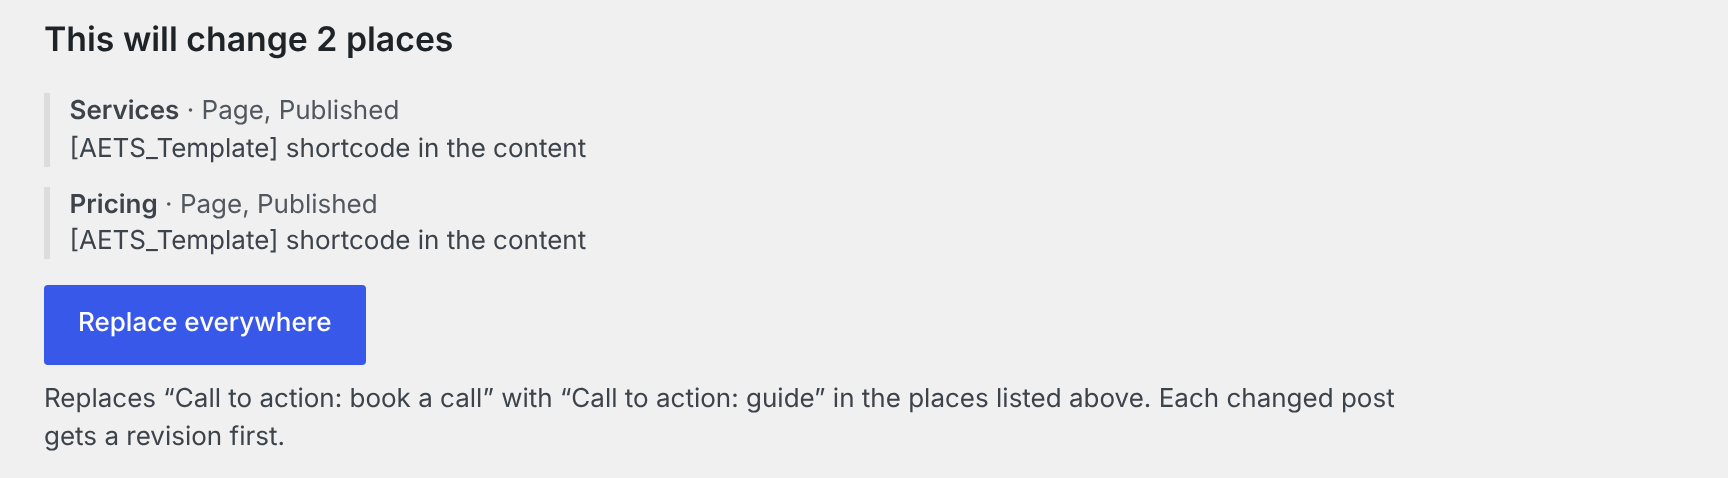 This will change 2 places
Services · Page, Published
[AETS_Template] shortcode in the content
Pricing · Page, Published
[AETS_Template] shortcode in the content
Replace everywhere
Replaces “Call to action: book a call” with “Call to action: guide” in the places listed above. Each changed post
gets a revision first.